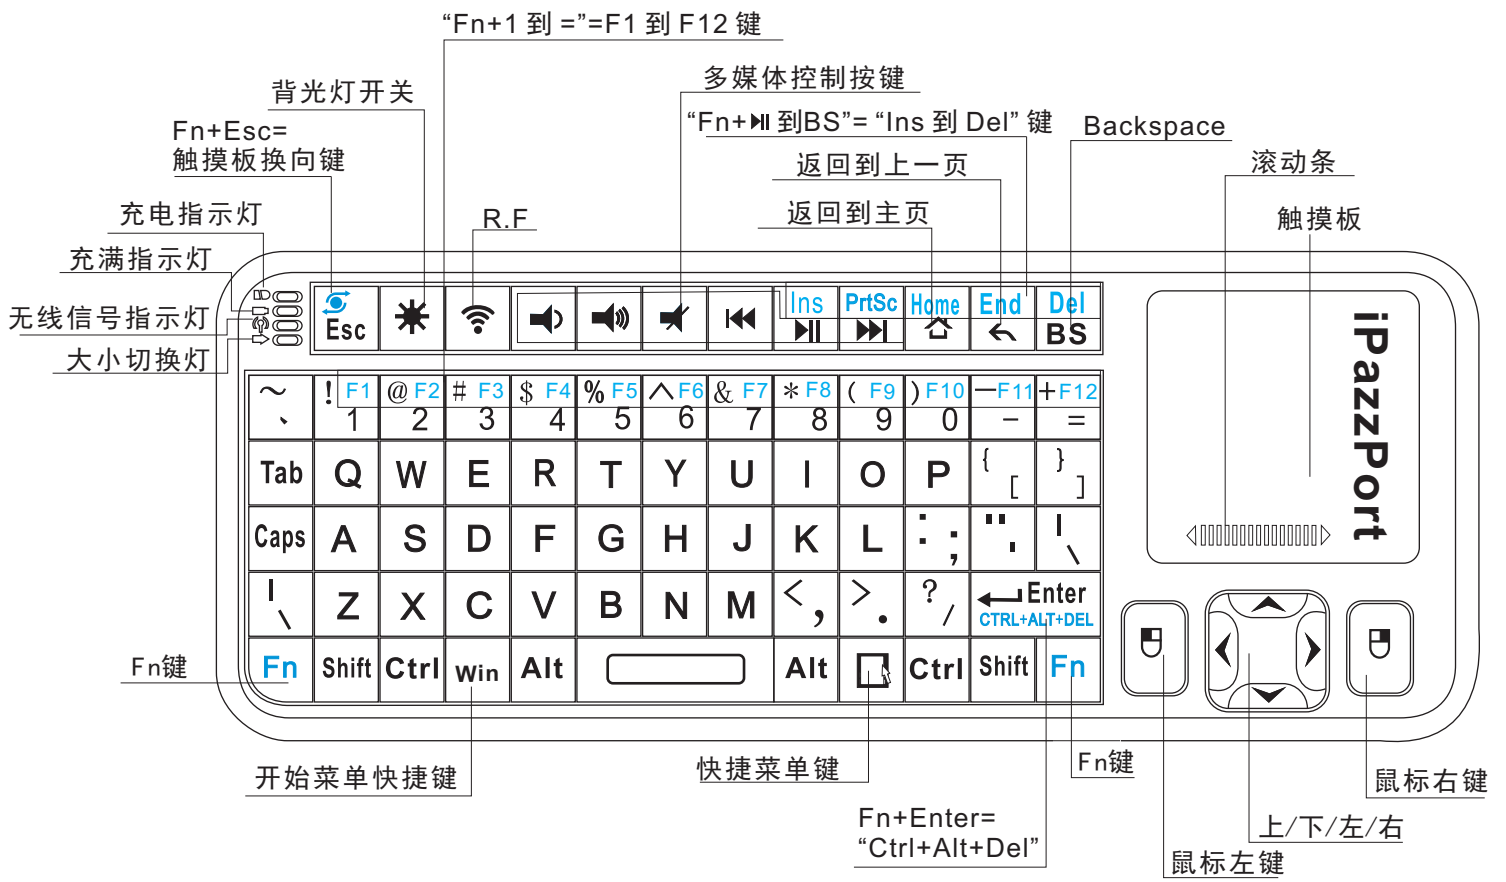 “Fn+1 到 =”=F1 到 F12 键
背光灯开关
多媒体控制按键
Fn+Esc=
触摸板换向键
“Fn+ 到BS”= “Ins 到 Del” 键
Backspace
返回到上一页
滚动条
充电指示灯
R.F
返回到主页
触摸板
充满指示灯
无线信号指示灯
大小切换灯
Esc
Ins PrtSc Home End Del
BS
iPazzPort
~ ! F1 @ F2 # F3 $ F4 % F5 ^ F6 & F7 * F8 ( F9 ) F10 — F11 + F12
、 1 2 3 4 5 6 7 8 9 0 - =
Tab Q W E R T Y U I O P { [ } ]
Caps A S D F G H J K L : ; " ' | \
| \ Z X C V B N M < , > . ? / Enter
CTRL+ALT+DEL
Fn Shift Ctrl Win Alt Alt Ctrl Shift Fn
Fn键
开始菜单快捷键
快捷菜单键
Fn键
鼠标右键
Fn+Enter=
“Ctrl+Alt+Del”
上/下/左/右
鼠标左键